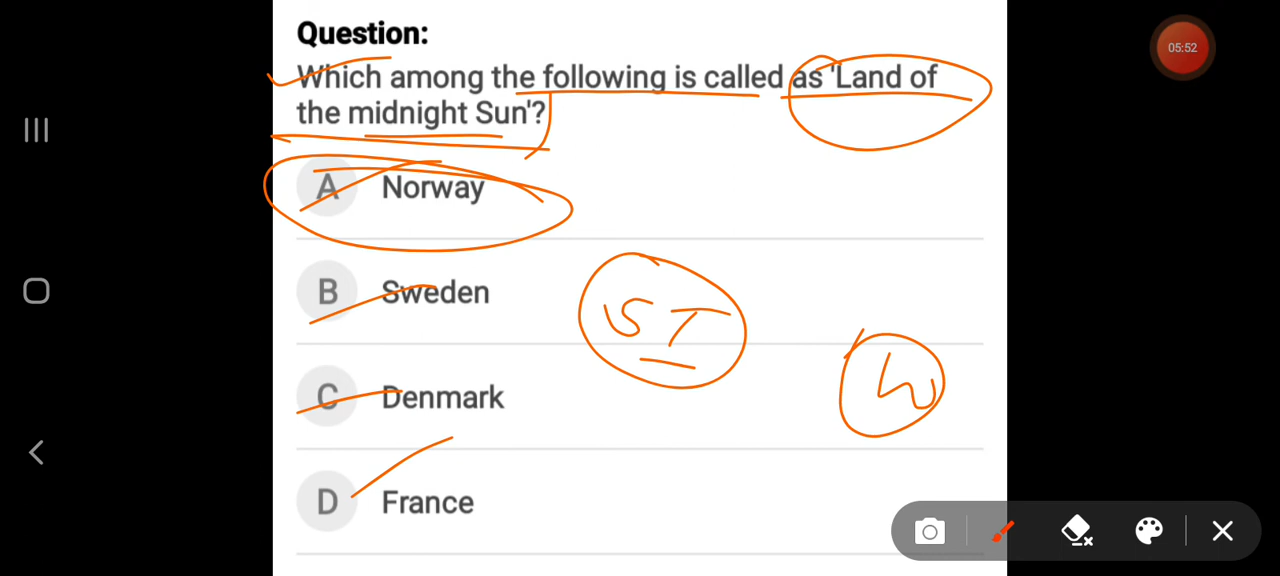 05:52
Question:
Which among the following is called as 'Land of
the midnight Sun'?
A Norway
B Sweden
ST
C Denmark
D France